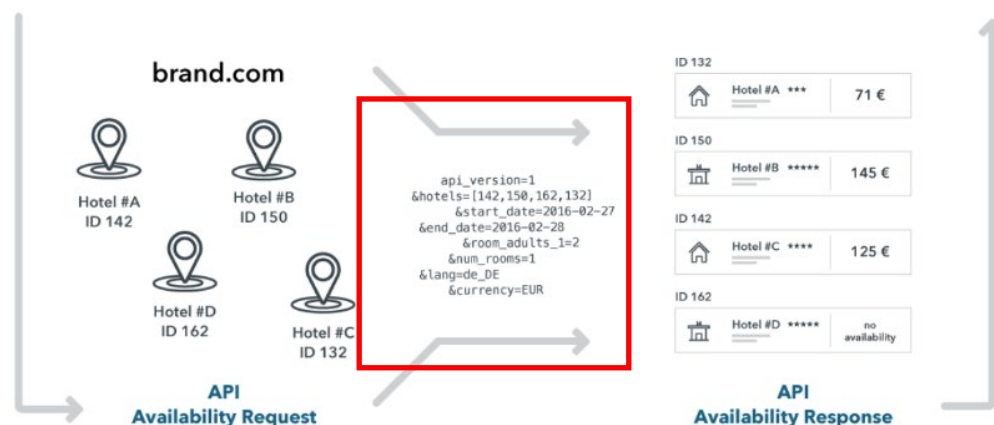 brand.com
Hotel #A
ID 142
Hotel #B
ID 150
Hotel #D
ID 162
Hotel #C
ID 132
API
Availability Request
api_version=1
&hotels=[142,150,162,132]
&start_date=2016-02-27
&end_date=2016-02-28
&room_adults_1=2
&num_rooms=1
&lang=de_DE
&currency=EUR
ID 132
Hotel #A *** 71 €
ID 150
Hotel #B ***** 145 €
ID 142
Hotel #C **** 125 €
ID 162
Hotel #D ***** no
availability
API
Availability Response